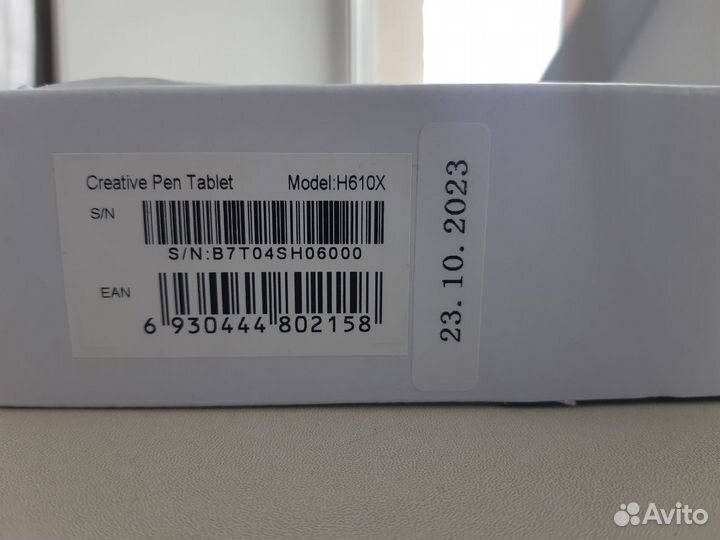 Creative Pen Tablet Model:H610X
S/N
S/N:B7T04SH06000
EAN
6 930444 802158
23.10.2023
Avito